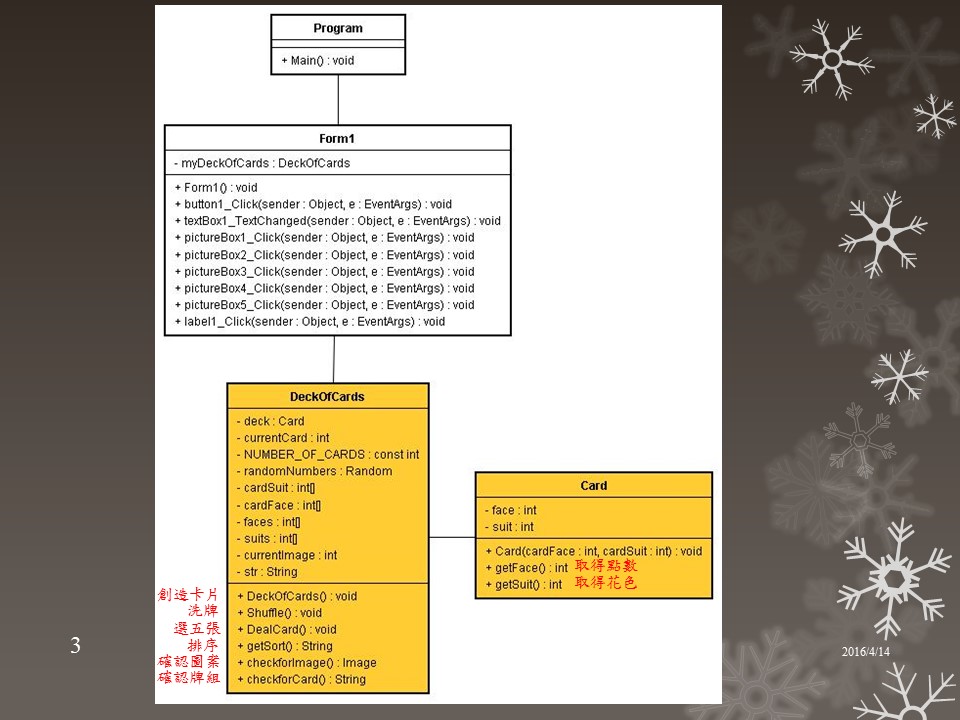 Program
+ Main() : void
Form1
- myDeckOfCards : DeckOfCards
+ Form1() : void
+ button1_Click(sender : Object, e : EventArgs) : void
+ textBox1_TextChanged(sender : Object, e : EventArgs) : void
+ pictureBox1_Click(sender : Object, e : EventArgs) : void
+ pictureBox2_Click(sender : Object, e : EventArgs) : void
+ pictureBox3_Click(sender : Object, e : EventArgs) : void
+ pictureBox4_Click(sender : Object, e : EventArgs) : void
+ pictureBox5_Click(sender : Object, e : EventArgs) : void
+ label1_Click(sender : Object, e : EventArgs) : void
DeckOfCards
- deck : Card
- currentCard : int
- NUMBER_OF_CARDS : const int
- randomNumbers : Random
- cardSuit : int[]
- cardFace : int[]
- faces : int[]
- suits : int[]
- currentImage : int
- str : String
創造卡片 + DeckOfCards() : void
洗牌 + Shuffle() : void
選五張 + DealCard() : void
排序 + getSort() : String
確認圖案 + checkforImage() : Image
確認牌組 + checkforCard() : String
Card
- face : int
- suit : int
+ Card(cardFace : int, cardSuit : int) : void
+ getFace() : int 取得點數
+ getSuit() : int 取得花色
3
2016/4/14